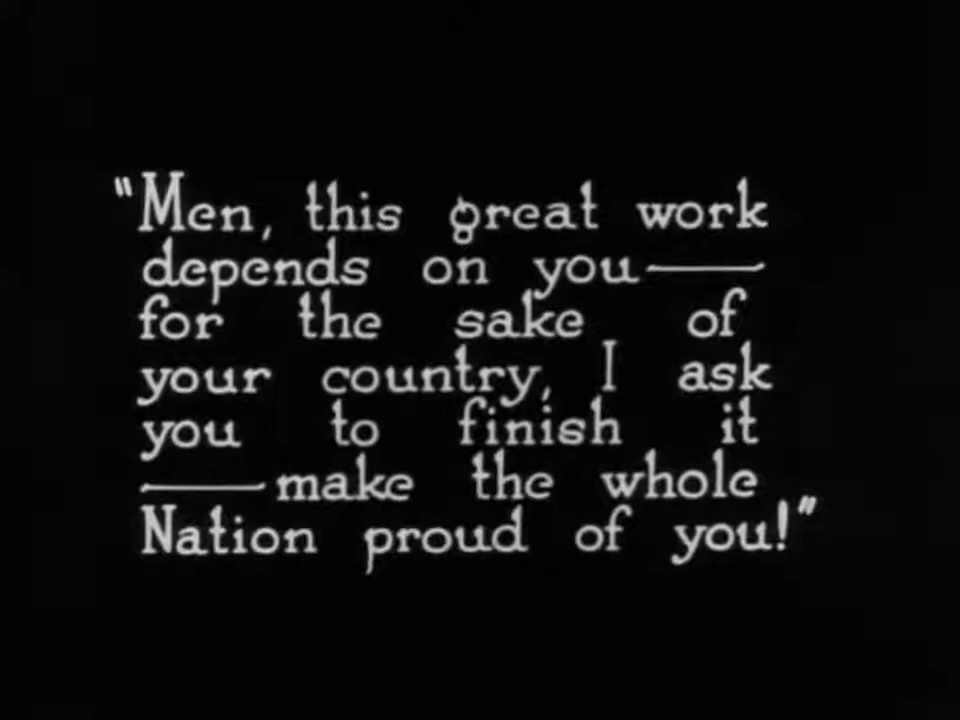 "Men, this great work
depends on you——
for the sake of
your country, I ask
you to finish it
——make the whole
Nation proud of you!"